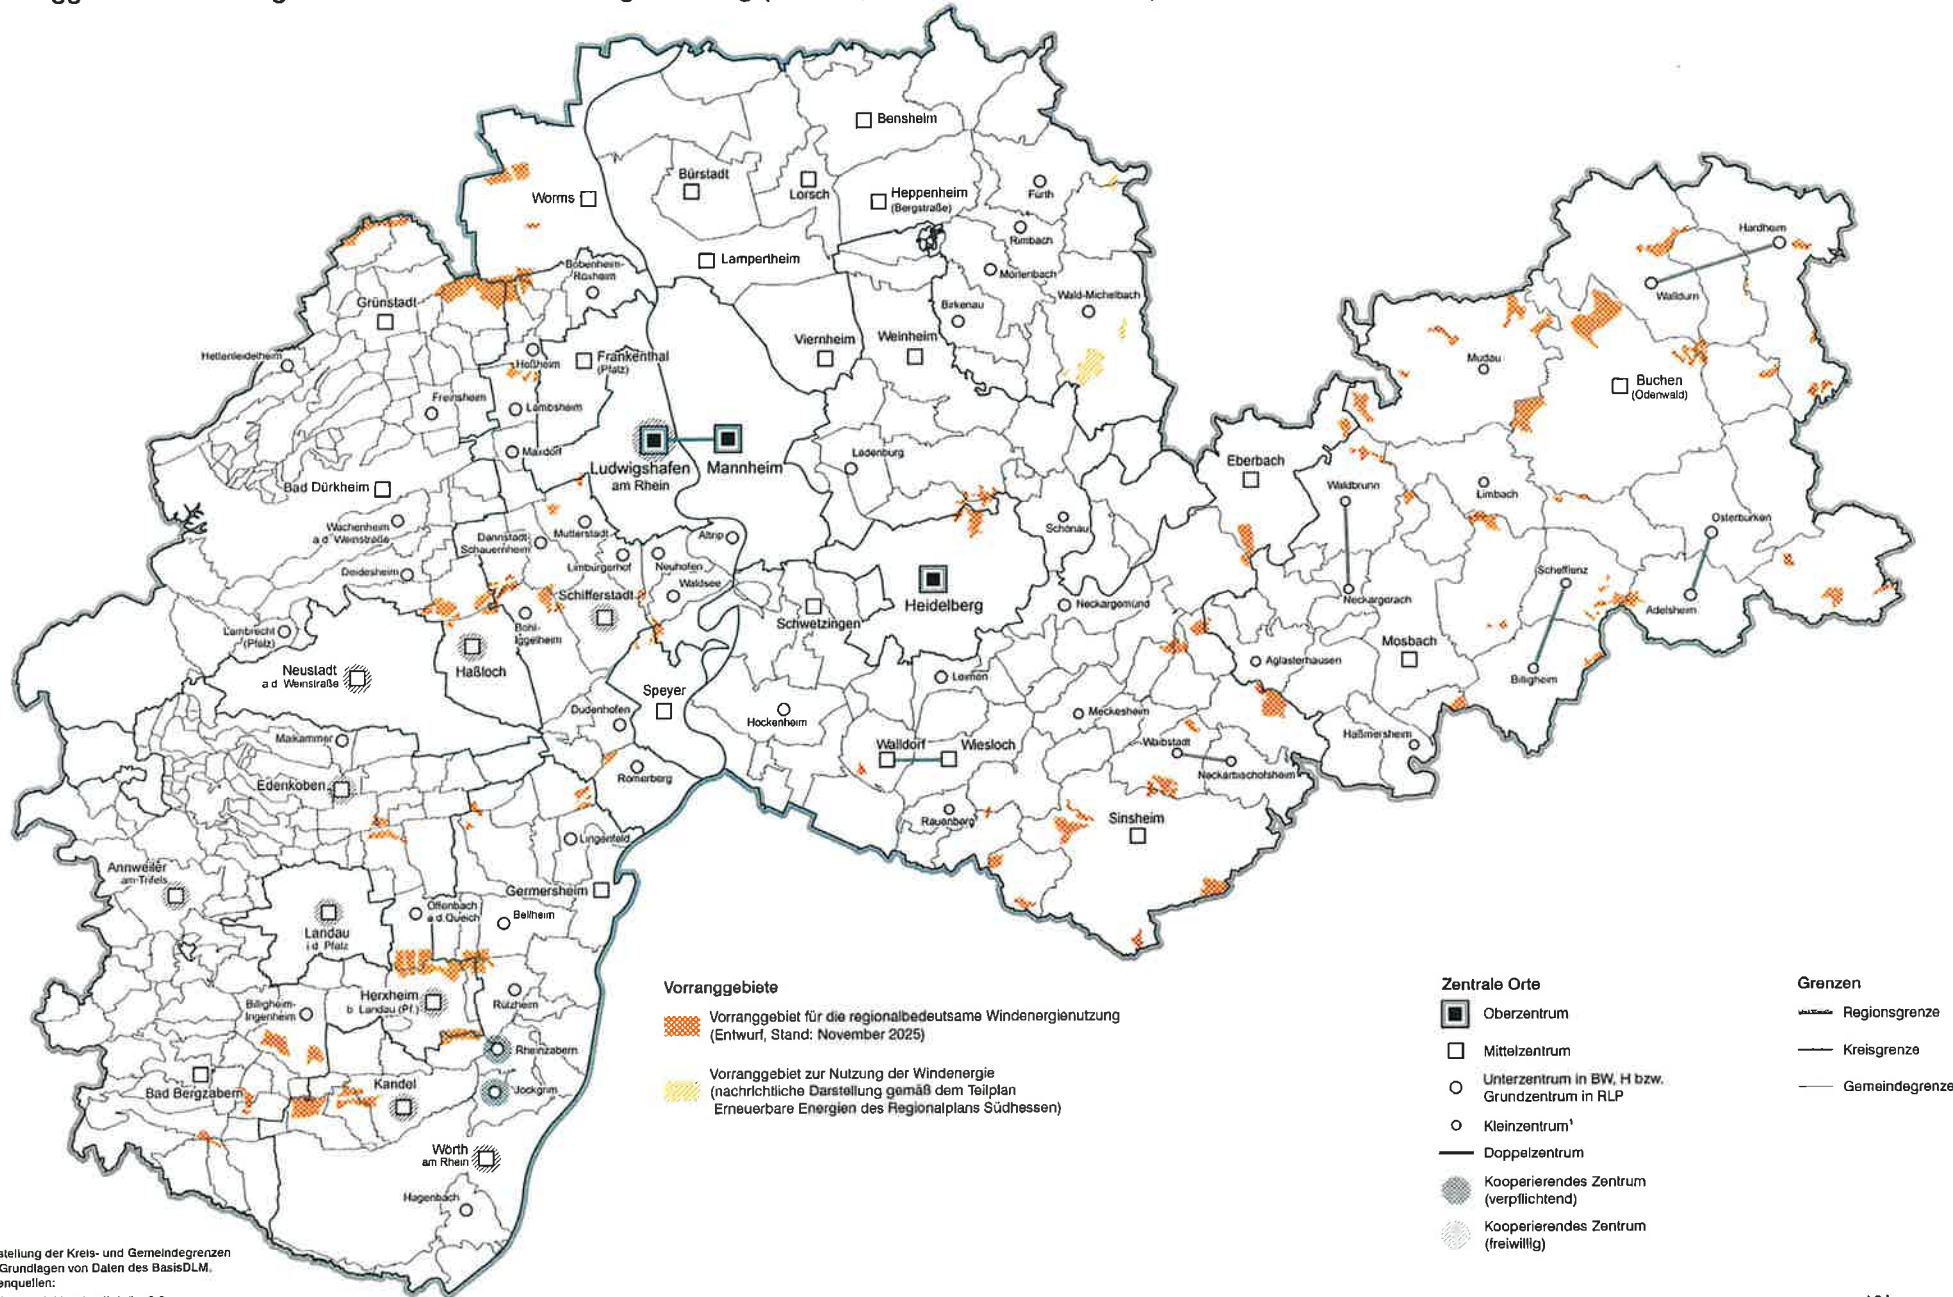 Bensheim
Bürstadt
Lorsch
Heppenheim
(Bergstraße)
Fürth
Worms
Rimbach
Hardheim
Lampertheim
Mörlenbach
Bobenheim-
Roxheim
Walldürn
Grünstadt
Birkenau
Wald-Michelbach
Viernheim
Weinheim
Hettenleidelheim
Heßheim
Frankenthal
(Pfalz)
Mudau
Buchen
(Odenwald)
Freinsheim
Lambsheim
Maxdorf
Ludwigshafen
am Rhein
Mannheim
Ladenburg
Eberbach
Bad Dürkheim
Waldbrunn
Limbach
Wachenheim
a d Weinstraße
Dannstadt-
Schauernheim
Mutterstadt
Altrip
Schönau
Osterburken
Limburgerhof
Neuhofen
Deidesheim
Waldsee
Schefflenz
Schifferstadt
Heidelberg
Neckargemünd
Neckargerach
Adelsheim
Lambrecht
(Pfalz)
Böhl-
Iggelheim
Schwetzingen
Mosbach
Neustadt
a d Weinstraße
Haßloch
Aglasterhausen
Leimen
Billigheim
Speyer
Dudenhofen
Hockenheim
Meckesheim
Haßmersheim
Maikammer
Walldorf
Wiesloch
Waibstadt
Neckarbischofsheim
Edenkoben
Römerberg
Rauenberg
Sinsheim
Lingenfeld
Annweiler
am-Trifels
Germersheim
Offenbach
a d Queich
Bellheim
Landau
i d Pfalz
Herxheim
b Landau (Pf.)
Rülzheim
Billigheim-
Ingenheim
Rheinzabern
Jockgrim
Bad Bergzabern
Kandel
Wörth
am Rhein
Hagenbach
Vorranggebiete
Vorranggebiet für die regionalbedeutsame Windenergienutzung
(Entwurf, Stand: November 2025)
Vorranggebiet zur Nutzung der Windenergie
(nachrichtliche Darstellung gemäß dem Teilplan
Erneuerbare Energien des Regionalplans Südhessen)
Zentrale Orte
Oberzentrum
Mittelzentrum
Unterzentrum in BW, H bzw.
Grundzentrum in RLP
Kleinzentrum¹
Doppelzentrum
Kooperierendes Zentrum
(verpflichtend)
Kooperierendes Zentrum
(freiwillig)
Grenzen
Regionsgrenze
Kreisgrenze
Gemeindegrenze
stellung der Kreis- und Gemeindegrenzen
Grundlagen von Daten des BasisDLM.
enquellen: